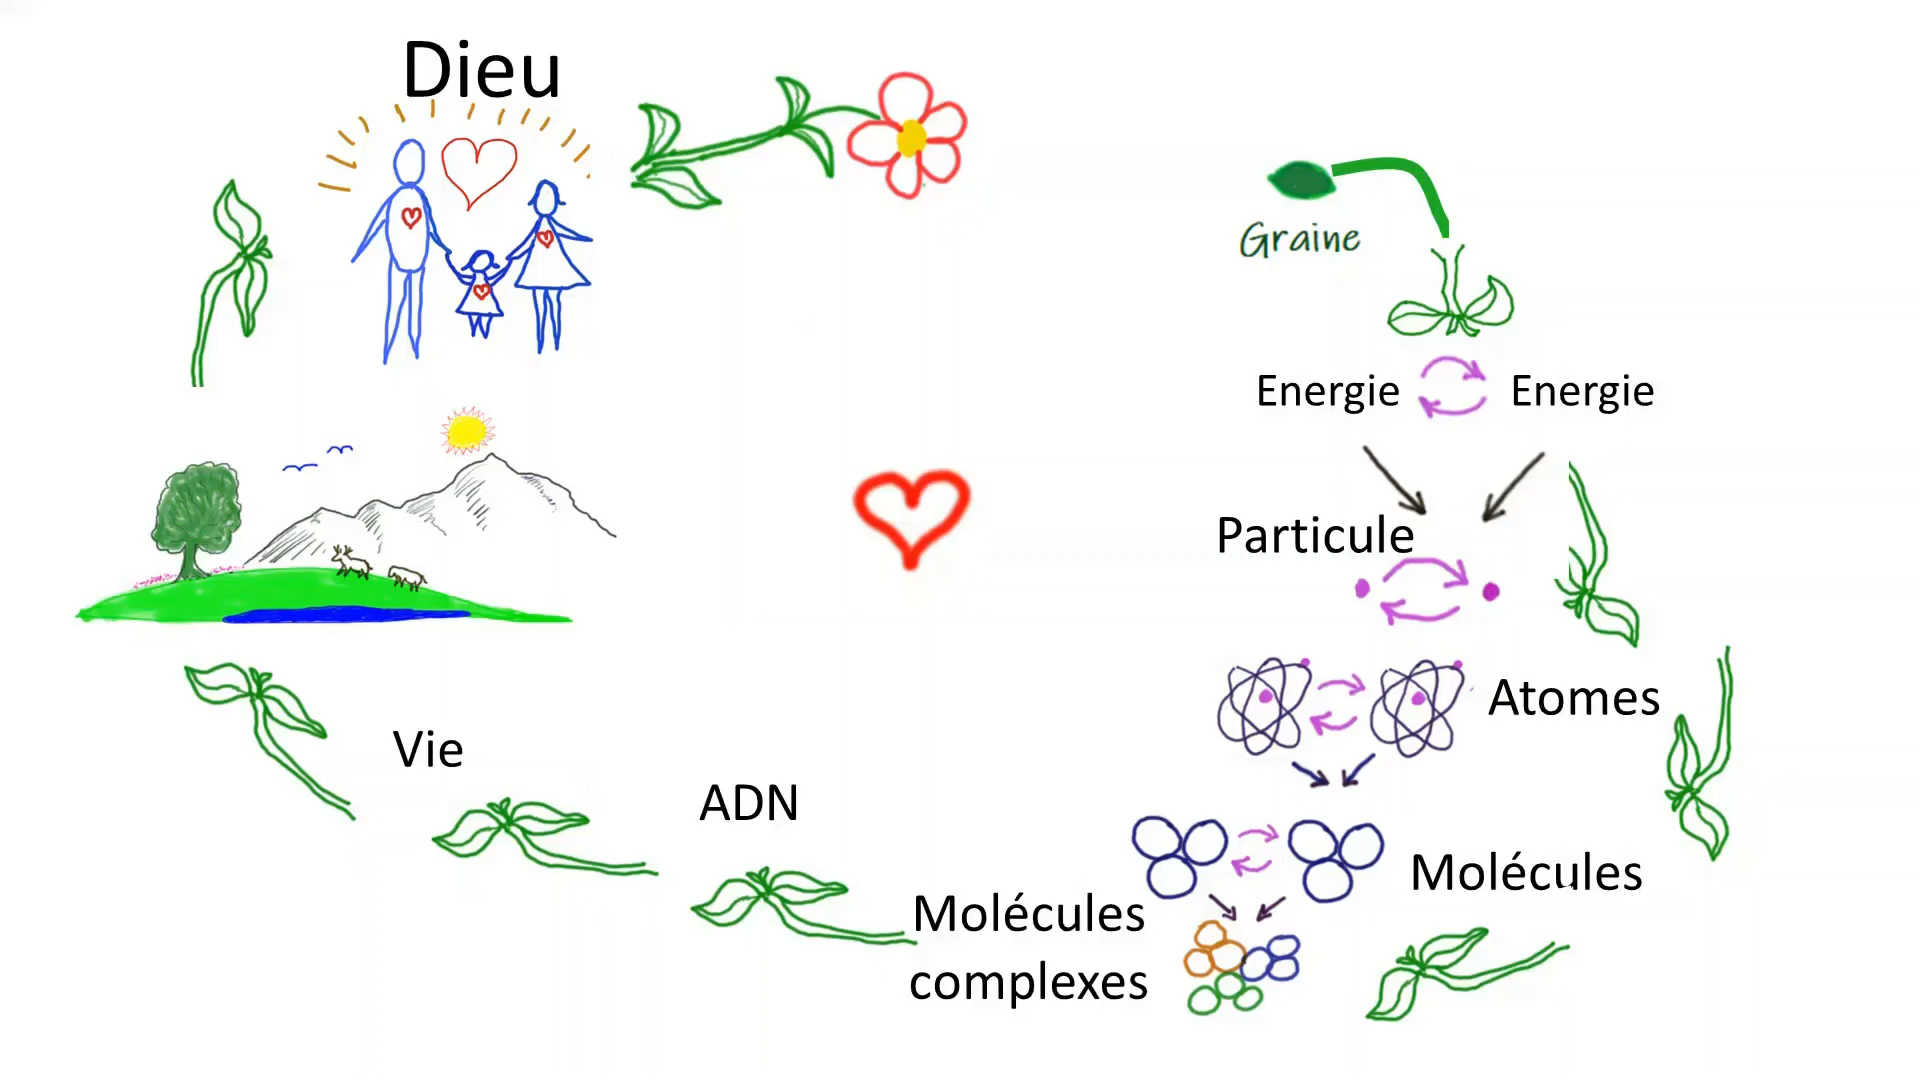 Dieu
Graine
Energie Energie
Particule
Atomes
Vie
ADN
Molécules
Molécules
complexes